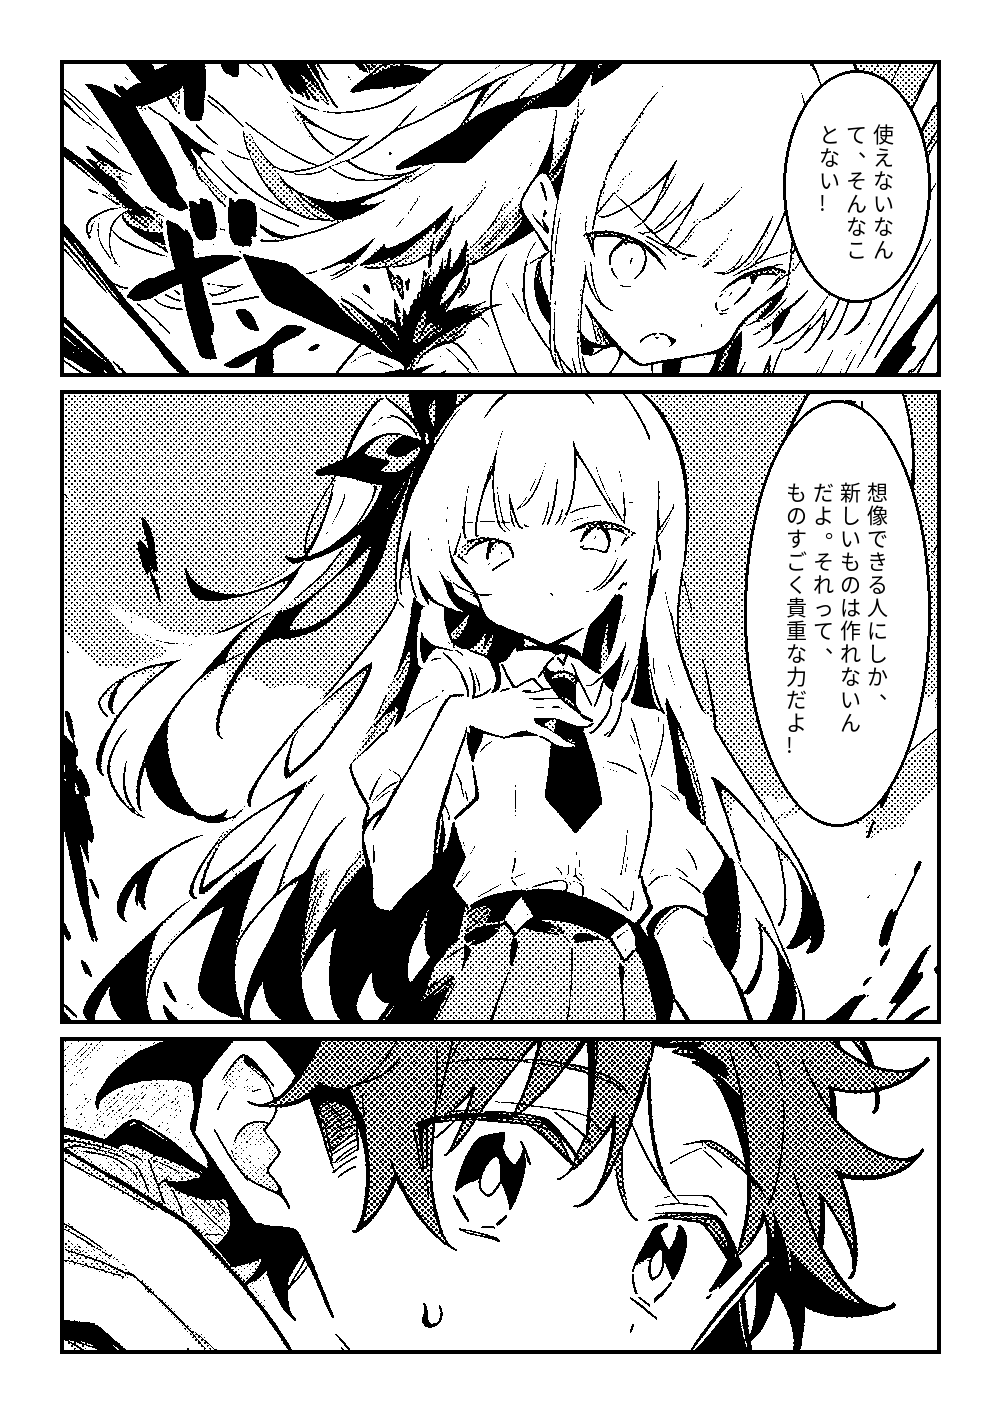 使えないなん
て、そんなこ
とない！
想像できる人にしか、
新しいものは作れないん
だよ。それって、
ものすごく貴重な力だよ！